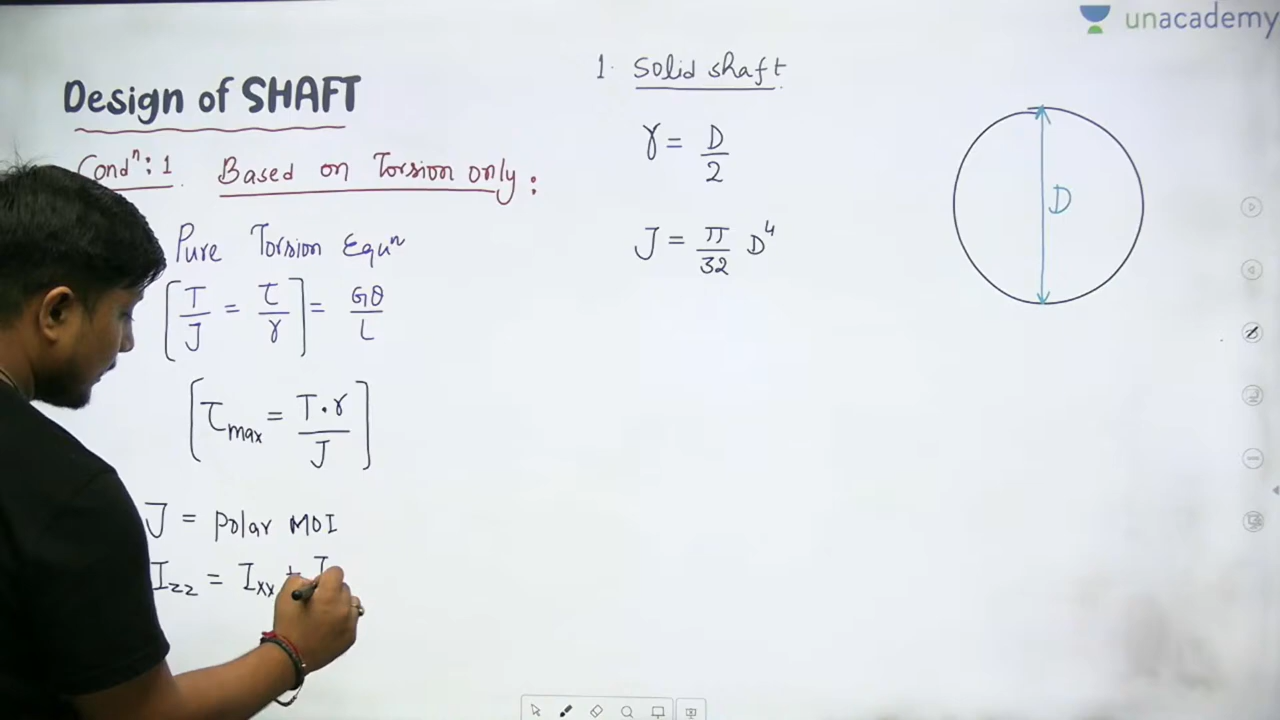 unacademy
Design of SHAFT
Condⁿ: 1 Based on Torsion only:
Pure Torsion Equⁿ
[T/J = τ/r] = Gθ/L
[τmax = T·r/J]
J = Polar MOI
Izz = Ixx + I
1. Solid shaft
r = D/2
J = π/32 D⁴
D